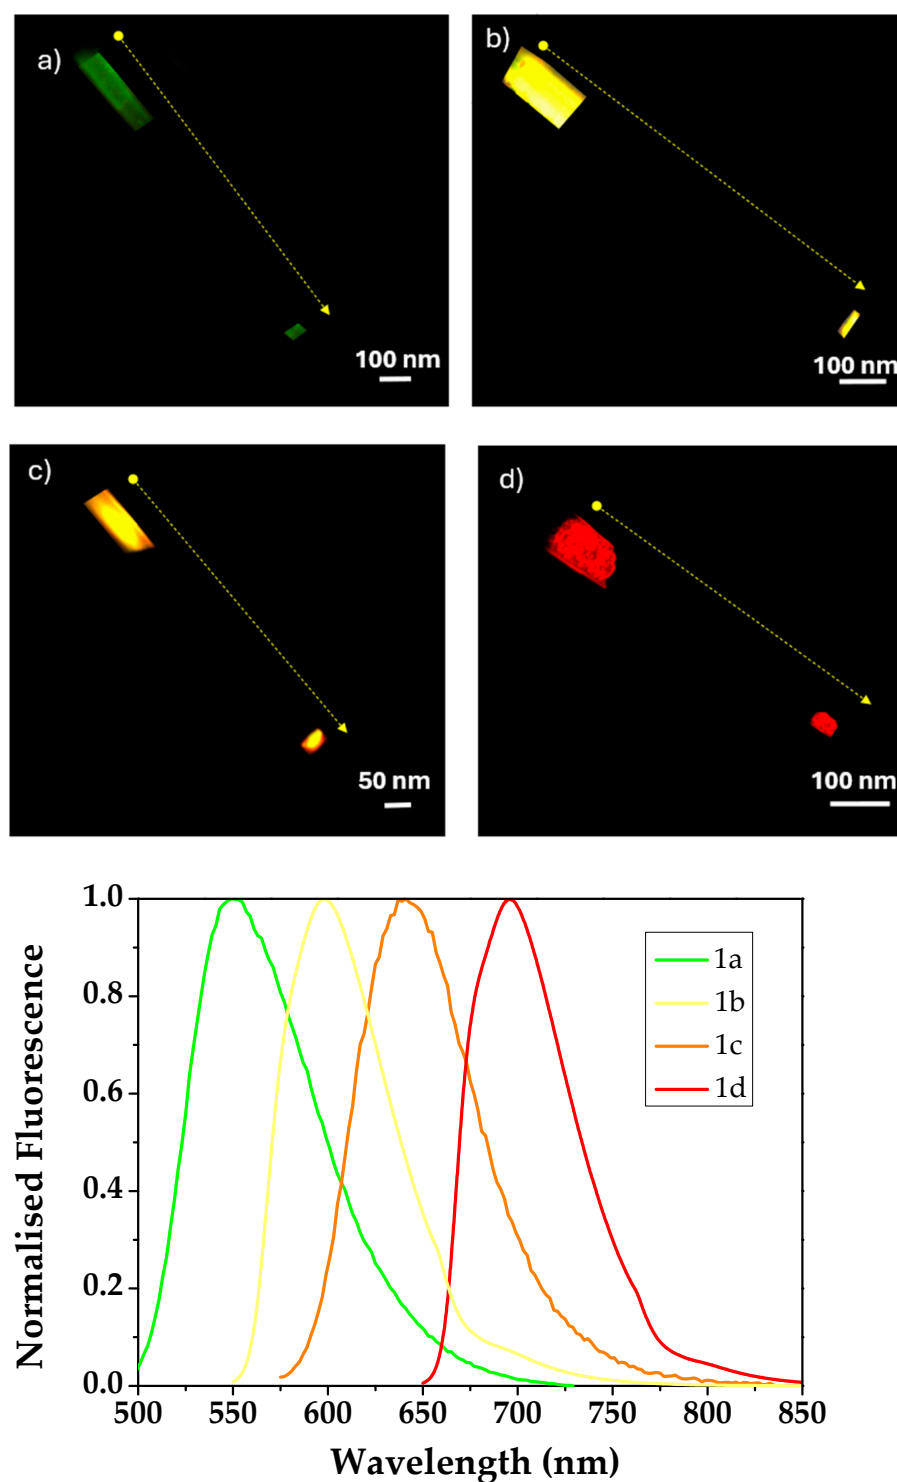 a)
100 nm
b)
100 nm
c)
50 nm
d)
100 nm
Normalised Fluorescence
1.0
0.8
0.6
0.4
0.2
0.0
1a
1b
1c
1d
500 550 600 650 700 750 800 850
Wavelength (nm)